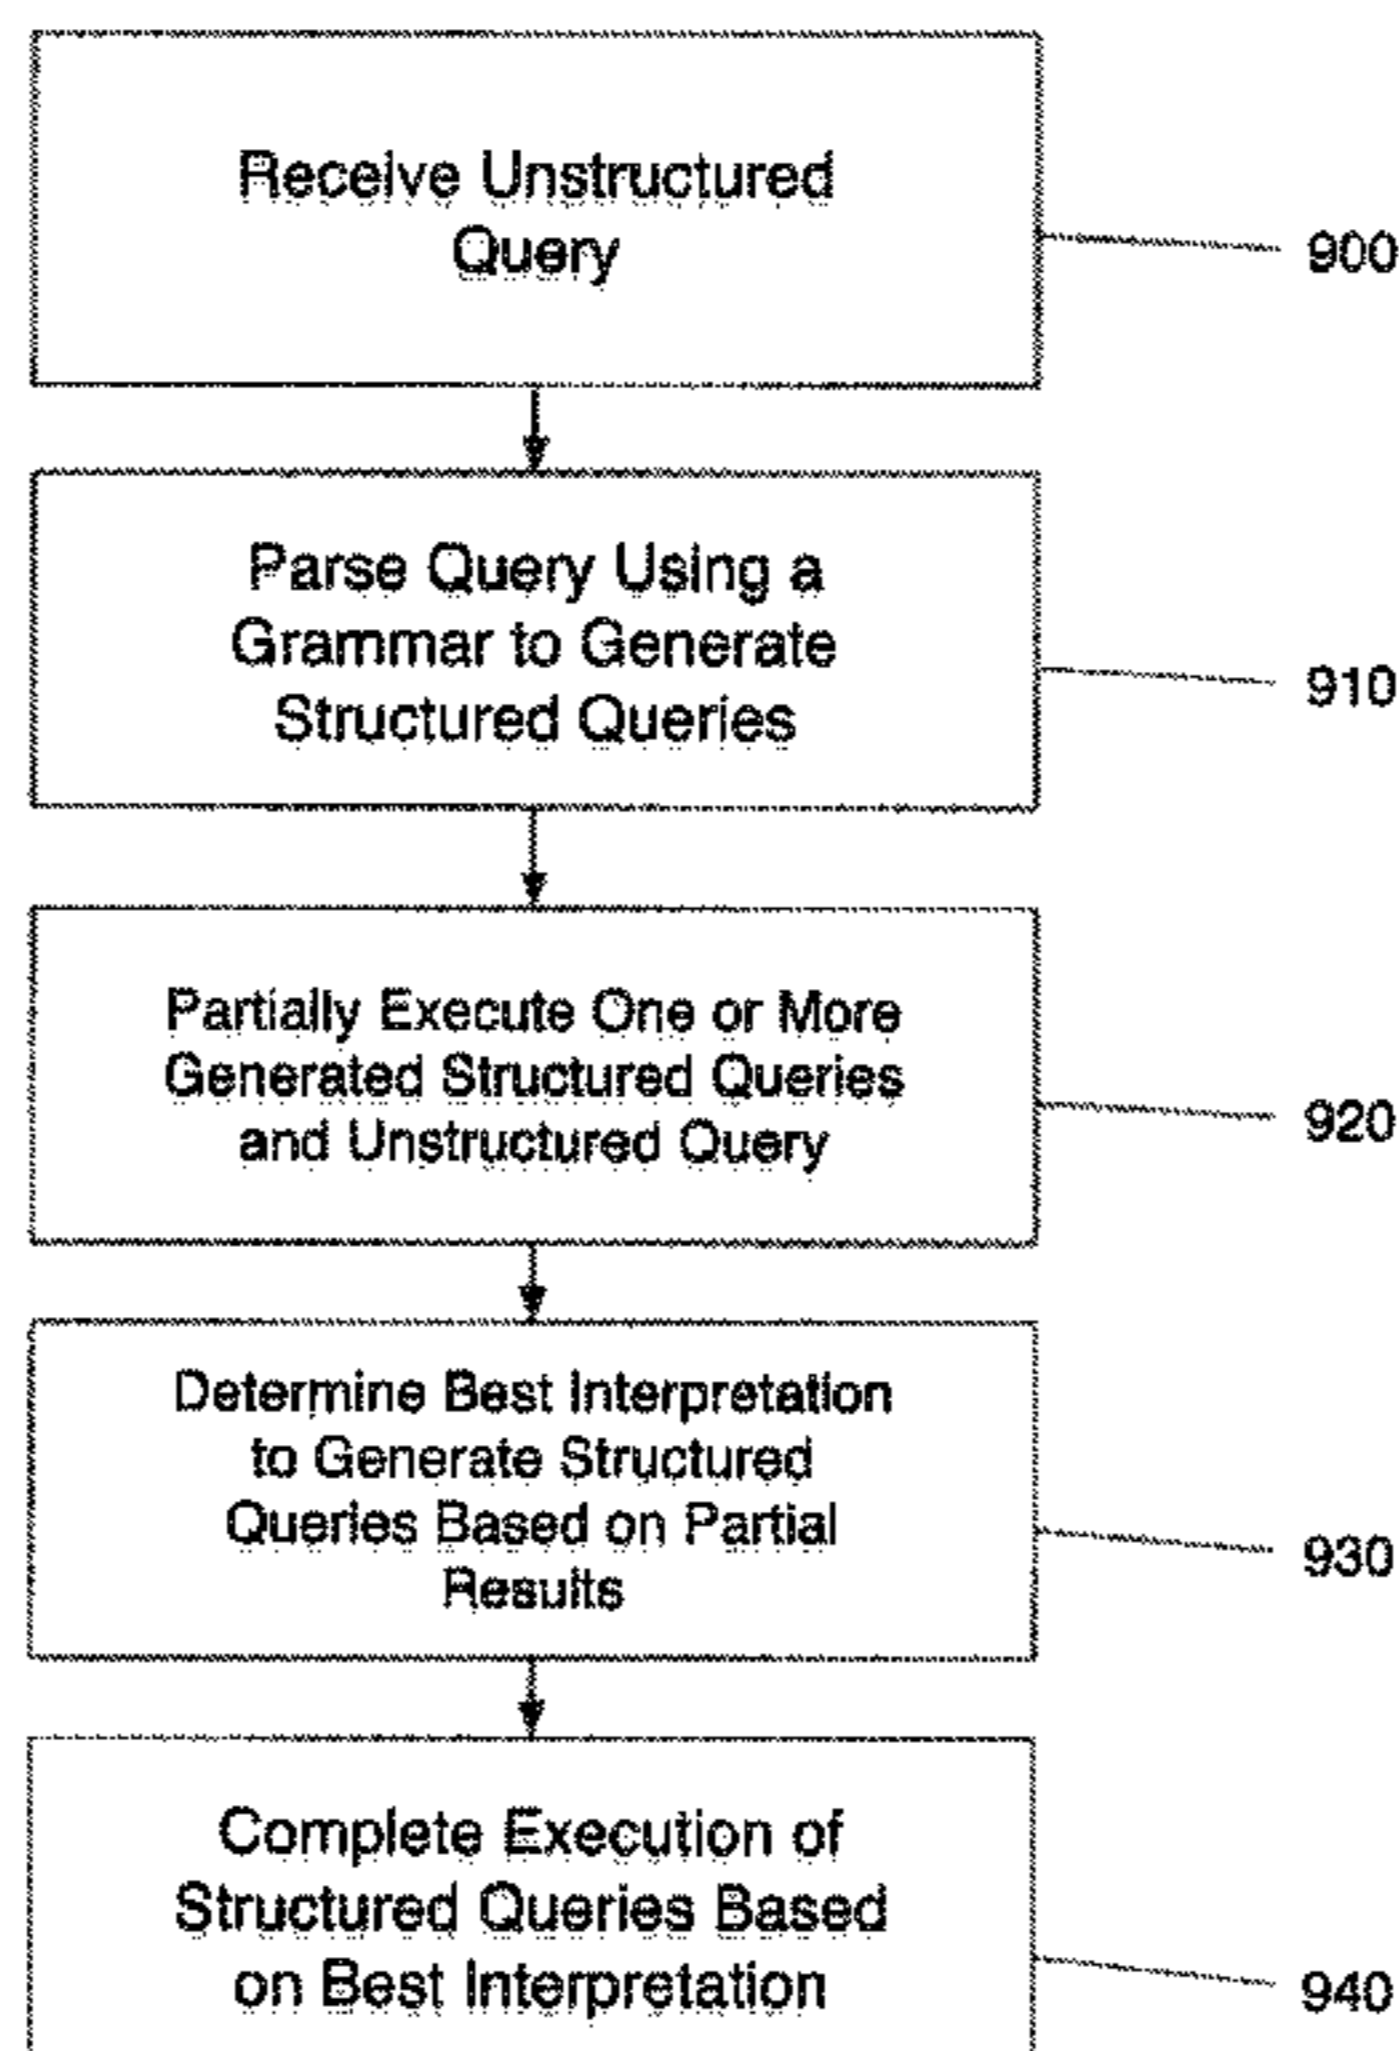 Receive Unstructured
Query
900
Parse Query Using a
Grammar to Generate
Structured Queries
910
Partially Execute One or More
Generated Structured Queries
and Unstructured Query
920
Determine Best Interpretation
to Generate Structured
Queries Based on Partial
Results
930
Complete Execution of
Structured Queries Based
on Best Interpretation
940